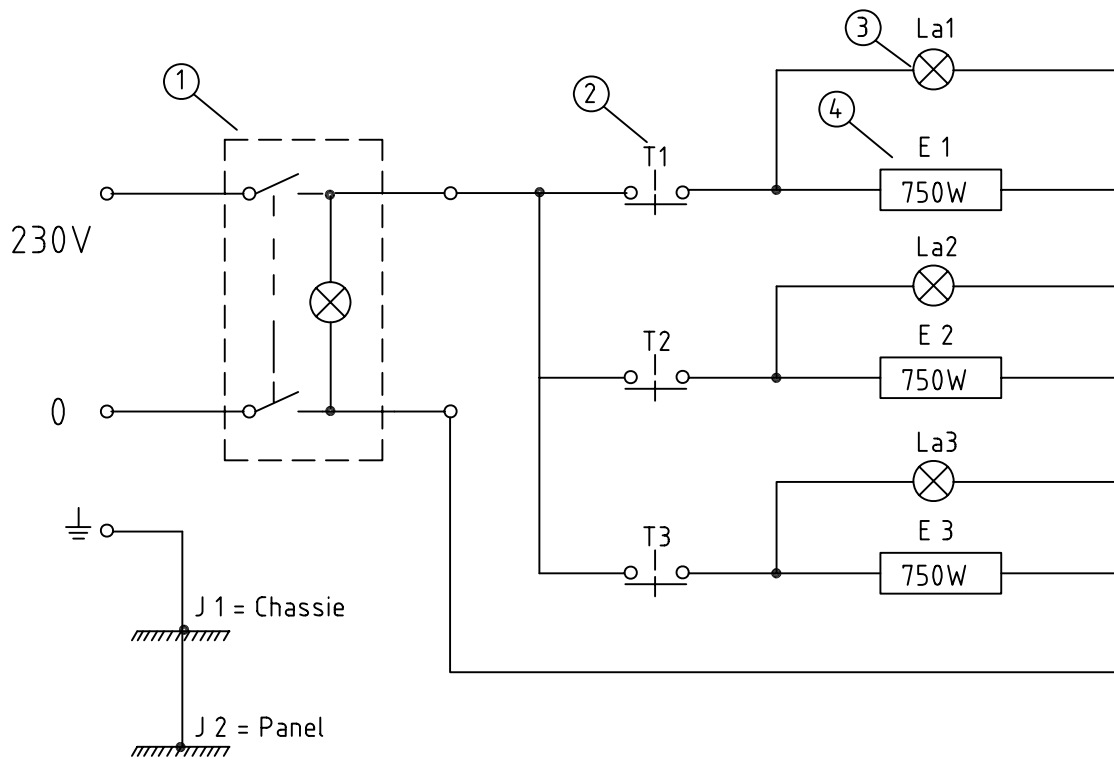 3
La1
1
2
4
T1
E 1
750W
230V
La2
T2
E 2
750W
0
La3
T3
E 3
750W
J 1 = Chassie
J 2 = Panel